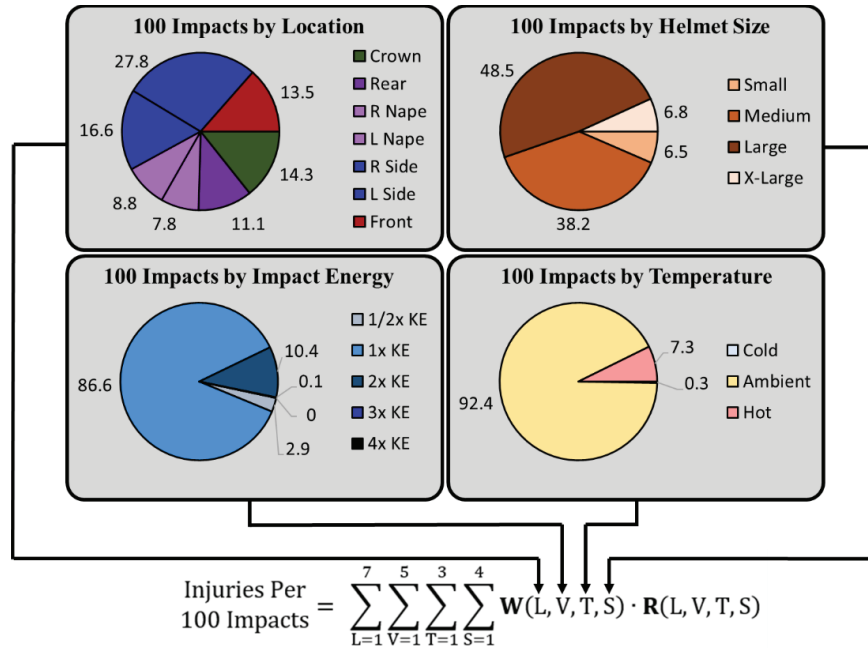 100 Impacts by Location
27.8
13.5
16.6
14.3
8.8
7.8
11.1
Crown
Rear
R Nape
L Nape
R Side
L Side
Front
100 Impacts by Helmet Size
48.5
6.8
6.5
38.2
Small
Medium
Large
X-Large
100 Impacts by Impact Energy
86.6
10.4
0.1
0
2.9
1/2x KE
1x KE
2x KE
3x KE
4x KE
100 Impacts by Temperature
92.4
7.3
0.3
Cold
Ambient
Hot
Injuries Per
100 Impacts = ∑_{L=1}^{7} ∑_{V=1}^{5} ∑_{T=1}^{3} ∑_{S=1}^{4} W(L, V, T, S) · R(L, V, T, S)